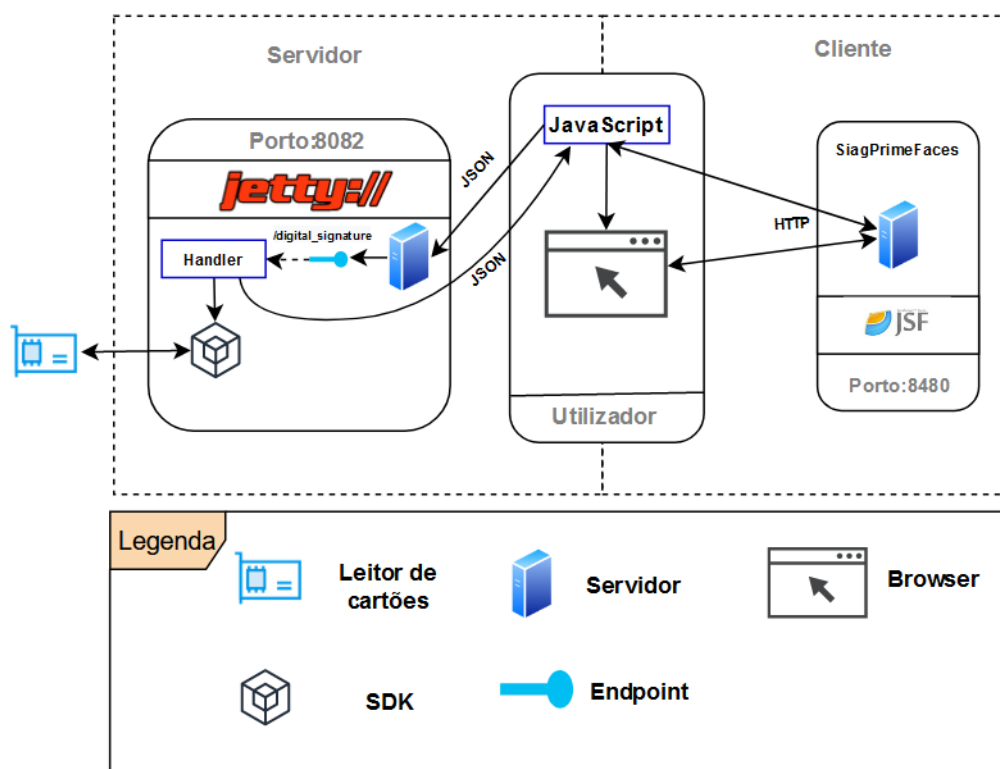 Servidor
Cliente
JavaScript
Porto:8082
jetty://
JSON
SiagPrimeFaces
/digital_signature
HTTP
Handler
JSON
JSF
Porto:8480
Utilizador
Legenda
Leitor de
cartões
Servidor
Browser
SDK
Endpoint